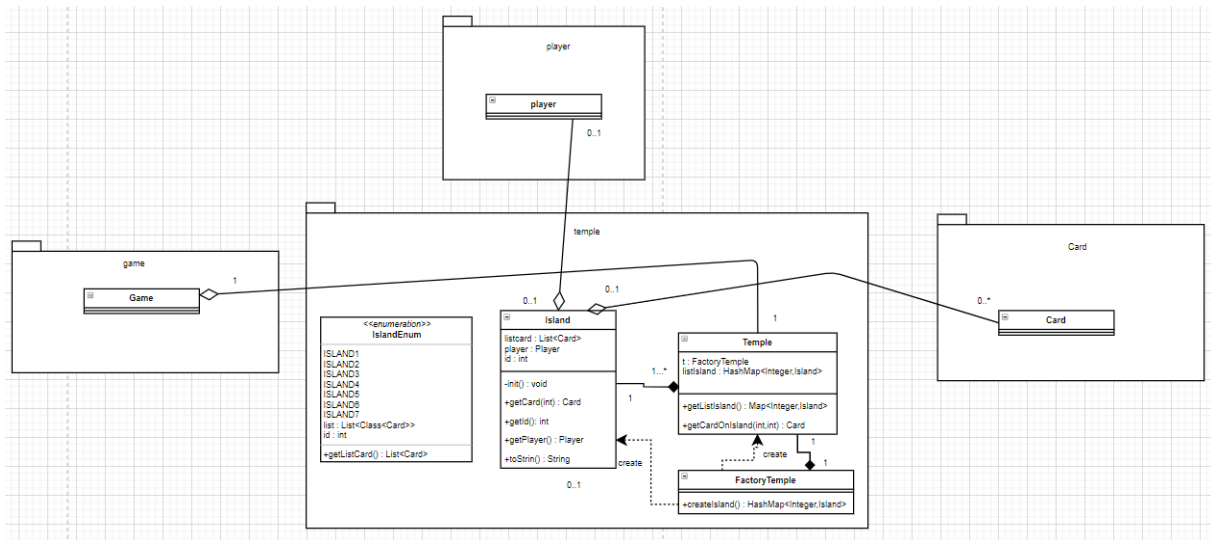 player
player
0..1
game
Game
1
temple
<<enumeration>>
IslandEnum
ISLAND1
ISLAND2
ISLAND3
ISLAND4
ISLAND5
ISLAND6
ISLAND7
list : List<Class<Card>>
id : int
+getListCard() : List<Card>
0..1
0..1
Island
listcard : List<Card>
player : Player
id : int
-init() : void
+getCard(int) : Card
+getId(): int
+getPlayer() : Player
+toStrin() : String
0..1
1...*
1
create
1
Temple
t : FactoryTemple
listIsland : HashMap<Integer,Island>
+getListIsland() : Map<Integer,Island>
+getCardOnIsland(int,int) : Card
1
create
1
FactoryTemple
+createIsland() : HashMap<Integer,Island>
Card
0..*
Card